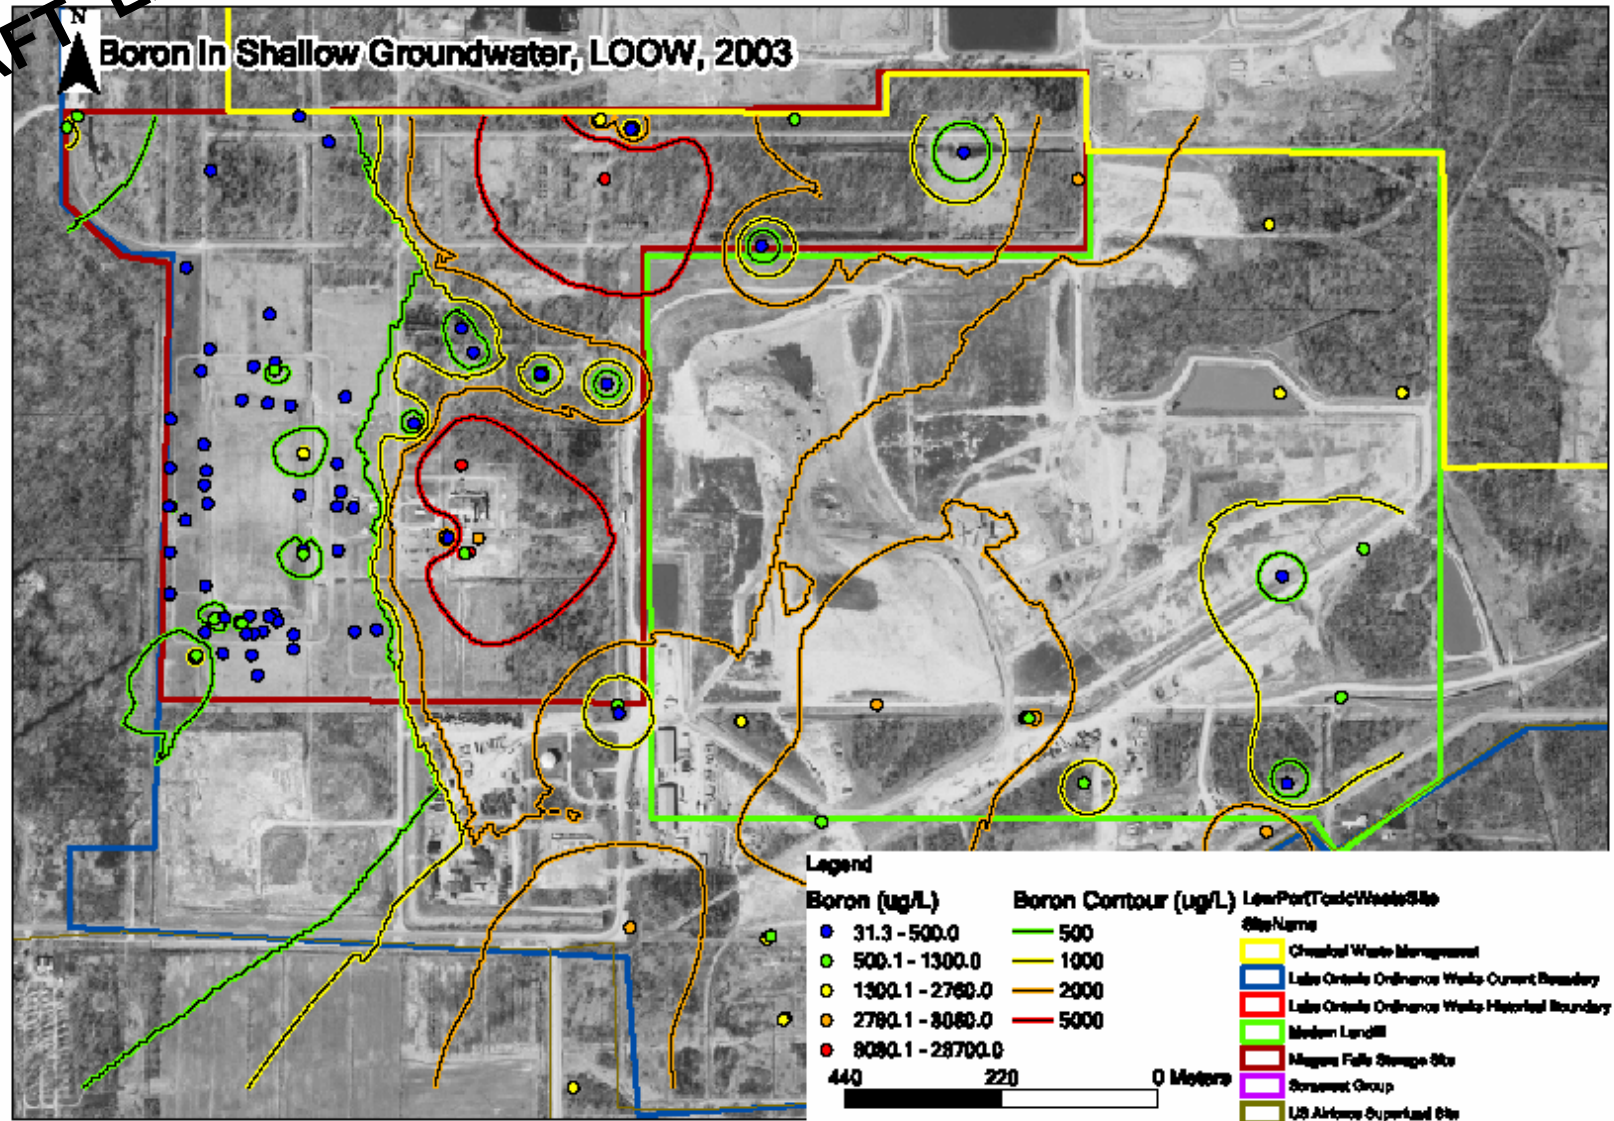 N
Boron In Shallow Groundwater, LOOW, 2003
Legend
Boron (ug/L)
31.3 - 500.0
500.1 - 1300.0
1300.1 - 2760.0
2760.1 - 8080.0
8080.1 - 28700.0
Boron Contour (ug/L)
500
1000
2000
5000
440 220 0 Meters
LewPortToxicWasteSite
SiteName
Chemical Waste Management
Lake Ontario Ordinance Works Current Boundary
Lake Ontario Ordinance Works Historical Boundary
Modern Landfill
Niagara Falls Storage Site
Somerset Group
US Airforce Superfund Site